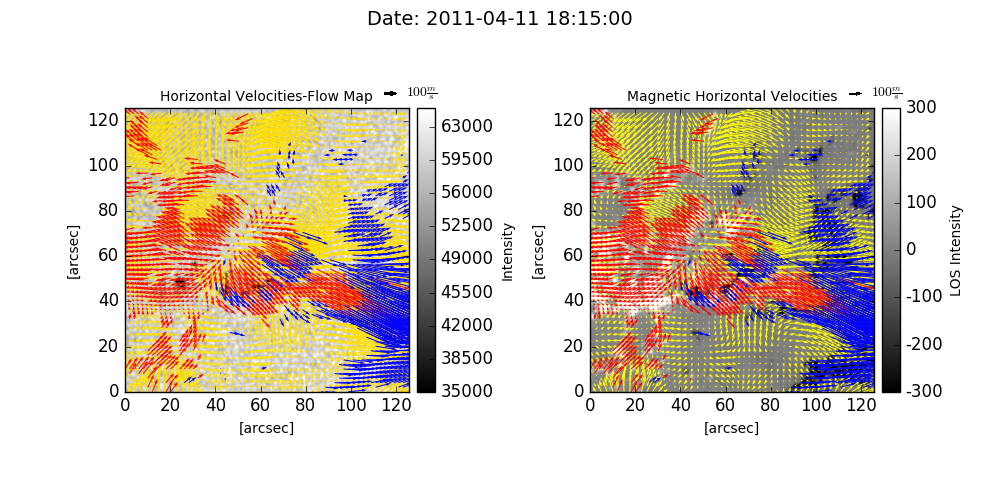 Date: 2011-04-11 18:15:00
Horizontal Velocities-Flow Map
100 m/s
120
100
80
60
40
20
0
[arcsec]
0 20 40 60 80 100 120
[arcsec]
63000
59500
56000
52500
49000
45500
42000
38500
35000
Intensity
Magnetic Horizontal Velocities
100 m/s
120
100
80
60
40
20
0
[arcsec]
0 20 40 60 80 100 120
[arcsec]
300
200
100
0
-100
-200
-300
LOS Intensity